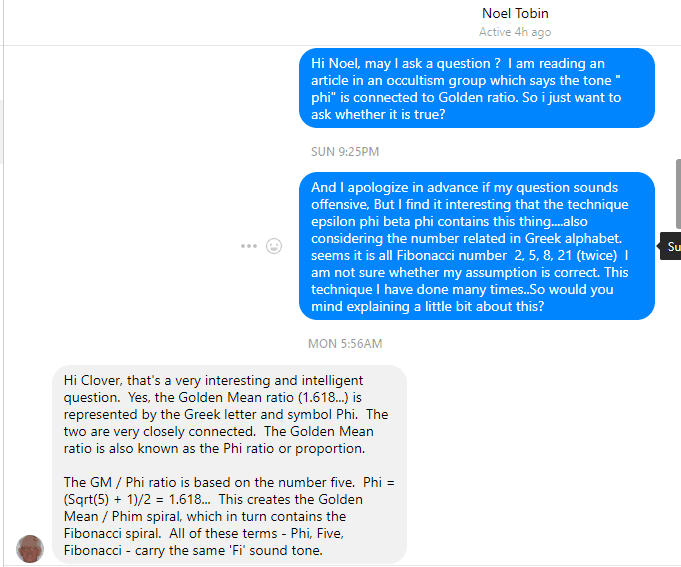 Noel Tobin
Active 4h ago
Hi Noel, may I ask a question ?  I am reading an
article in an occultism group which says the tone "
phi" is connected to Golden ratio. So i just want to
ask whether it is true?
SUN 9:25PM
And I apologize in advance if my question sounds
offensive, But I find it interesting that the technique
epsilon phi beta phi contains this thing....also
considering the number related in Greek alphabet.
seems it is all Fibonacci number  2, 5, 8, 21 (twice)  I
am not sure whether my assumption is correct. This
technique I have done many times..So would you
mind explaining a little bit about this?
Su
MON 5:56AM
Hi Clover, that's a very interesting and intelligent
question.  Yes, the Golden Mean ratio (1.618...) is
represented by the Greek letter and symbol Phi.  The
two are very closely connected.  The Golden Mean
ratio is also known as the Phi ratio or proportion.
The GM / Phi ratio is based on the number five.  Phi =
(Sqrt(5) + 1)/2 = 1.618...  This creates the Golden
Mean / Phim spiral, which in turn contains the
Fibonacci spiral.  All of these terms - Phi, Five,
Fibonacci - carry the same 'Fi' sound tone.